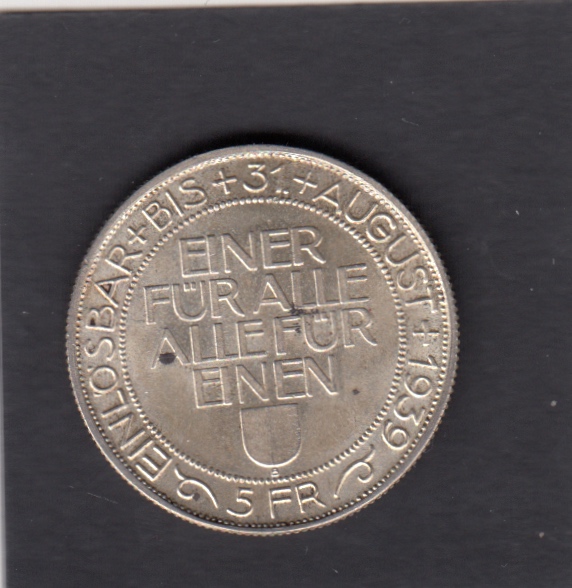 EINLÖSBAR + BIS + 31. + AUGUST + 1939
EINER
FÜR ALLE
ALLE FÜR
EINEN
5 FR